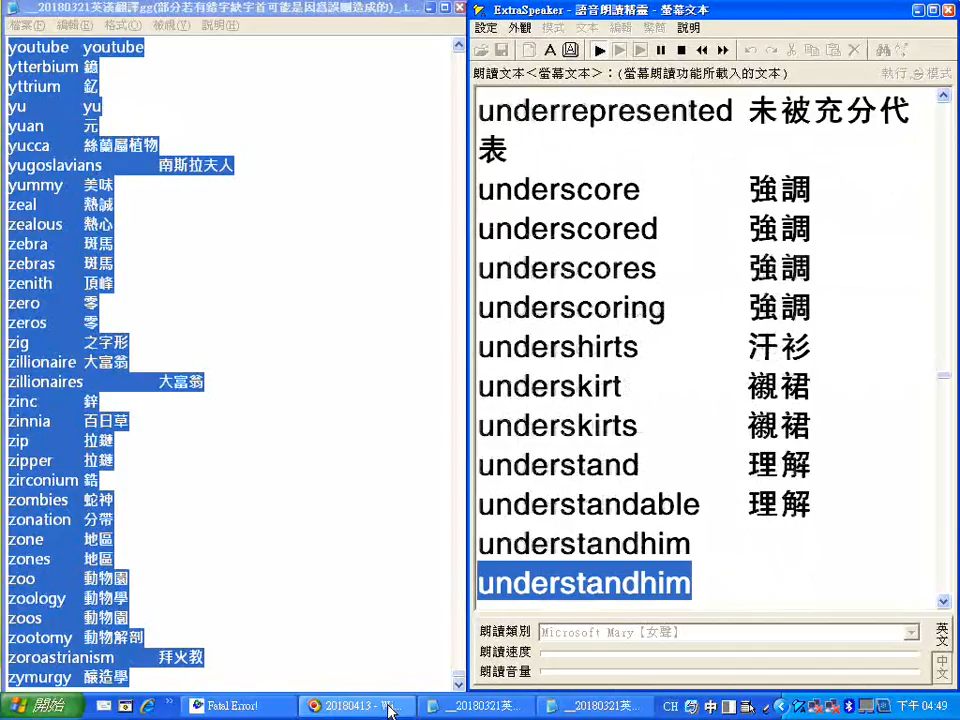 __20180321英漢翻譯gg(部分若有錯字缺字首可能是因為誤刪造成的)_
檔案(F) 編輯(E) 格式(O) 檢視(V) 說明(H)
youtube youtube
ytterbium 鐿
yttrium 釔
yu yu
yuan 元
yucca 絲蘭屬植物
yugoslavians 南斯拉夫人
yummy 美味
zeal 熱誠
zealous 熱心
zebra 斑馬
zebras 斑馬
zenith 頂峰
zero 零
zeros 零
zig 之字形
zillionaire 大富翁
zillionaires 大富翁
zinc 鋅
zinnia 百日草
zip 拉鏈
zipper 拉鏈
zirconium 鋯
zombies 蛇神
zonation 分帶
zone 地區
zones 地區
zoo 動物園
zoology 動物學
zoos 動物園
zootomy 動物解剖
zoroastrianism 拜火教
zymurgy 釀造學
ExtraSpeaker - 語音朗讀精靈 - 螢幕文本
設定 外觀 模式 文本 編輯 繁簡 說明
朗讀文本<螢幕文本>：(螢幕朗讀功能所載入的文本) 執行 模式
underrepresented 未被充分代
表
underscore 強調
underscored 強調
underscores 強調
underscoring 強調
undershirts 汗衫
underskirt 襯裙
underskirts 襯裙
understand 理解
understandable 理解
understandhim
understandhim
朗讀類別 Microsoft Mary【女聲】 英文
朗讀速度
朗讀音量 中文
開始 Fatal Error! 20180413 - W... __20180321英... __20180321英... CH 中 下午 04:49